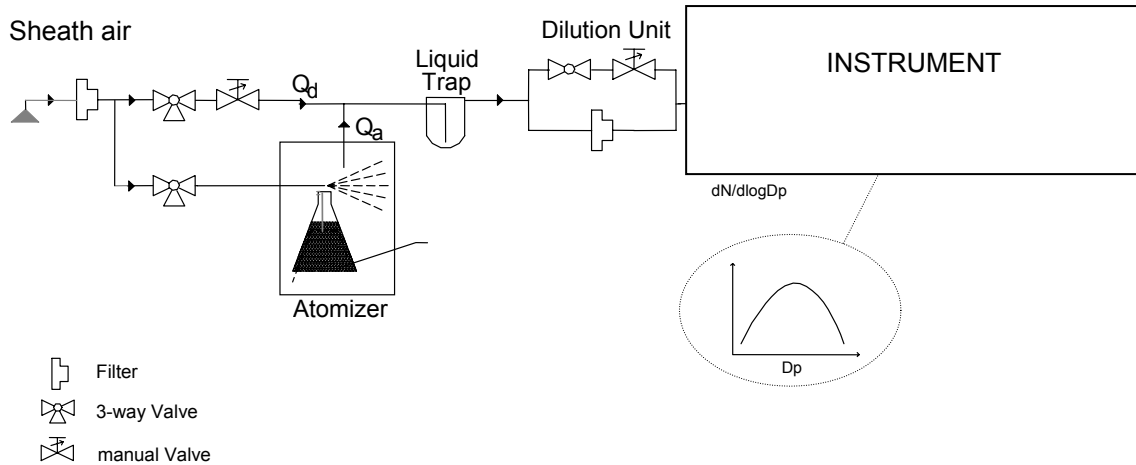 Sheath air
Dilution Unit
INSTRUMENT
Liquid
Trap
Qd
Qa
dN/dlogDp
Atomizer
Dp
Filter
3-way Valve
manual Valve